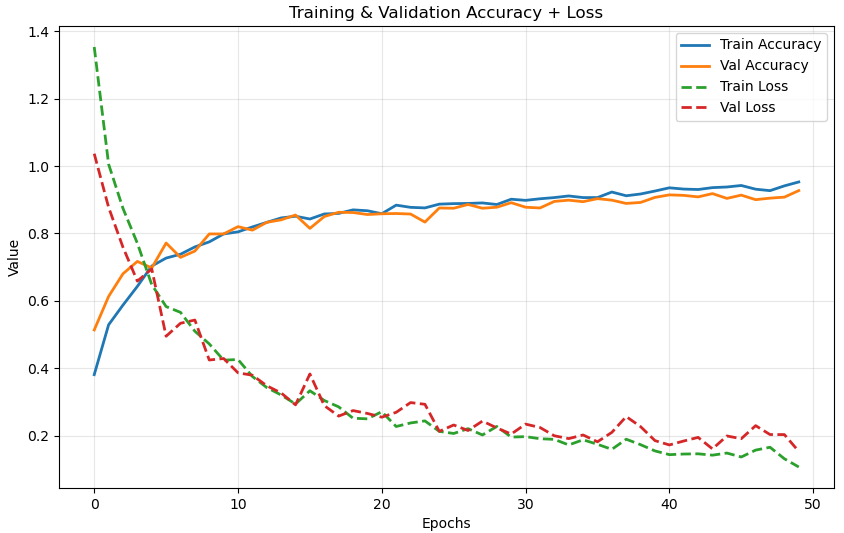 Training & Validation Accuracy + Loss
1.4
1.2
1.0
0.8
0.6
0.4
0.2
Value
Train Accuracy
Val Accuracy
Train Loss
Val Loss
0 10 20 30 40 50
Epochs